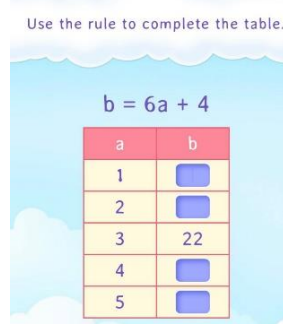 Use the rule to complete the table.
b = 6a + 4
a b
1
2
3 22
4
5